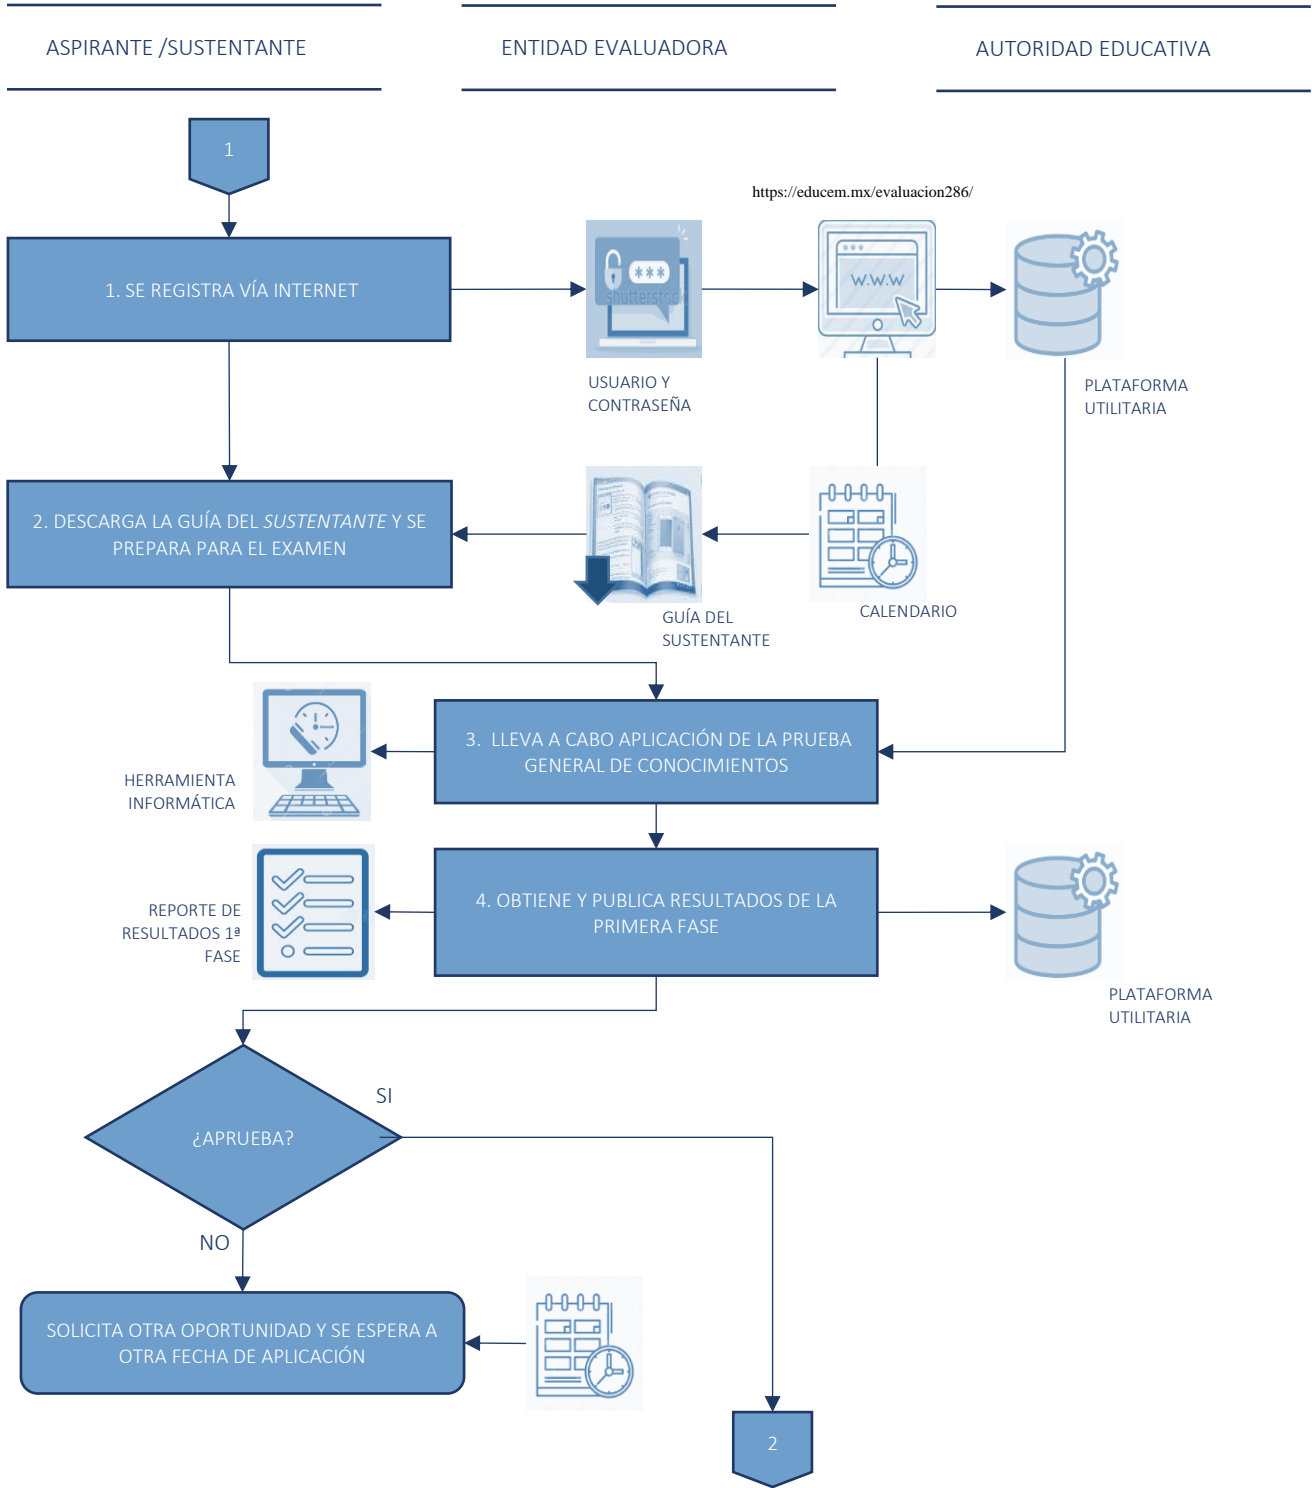 ASPIRANTE /SUSTENTANTE
ENTIDAD EVALUADORA
AUTORIDAD EDUCATIVA
1
https://educem.mx/evaluacion286/
1. SE REGISTRA VÍA INTERNET
***
shutterstock
W.W.W
USUARIO Y
CONTRASEÑA
PLATAFORMA
UTILITARIA
2. DESCARGA LA GUÍA DEL SUSTENTANTE Y SE
PREPARA PARA EL EXAMEN
GUÍA DEL
SUSTENTANTE
CALENDARIO
3. LLEVA A CABO APLICACIÓN DE LA PRUEBA
GENERAL DE CONOCIMIENTOS
HERRAMIENTA
INFORMÁTICA
4. OBTIENE Y PUBLICA RESULTADOS DE LA
PRIMERA FASE
REPORTE DE
RESULTADOS 1ª
FASE
PLATAFORMA
UTILITARIA
SI
¿APRUEBA?
NO
SOLICITA OTRA OPORTUNIDAD Y SE ESPERA A
OTRA FECHA DE APLICACIÓN
2